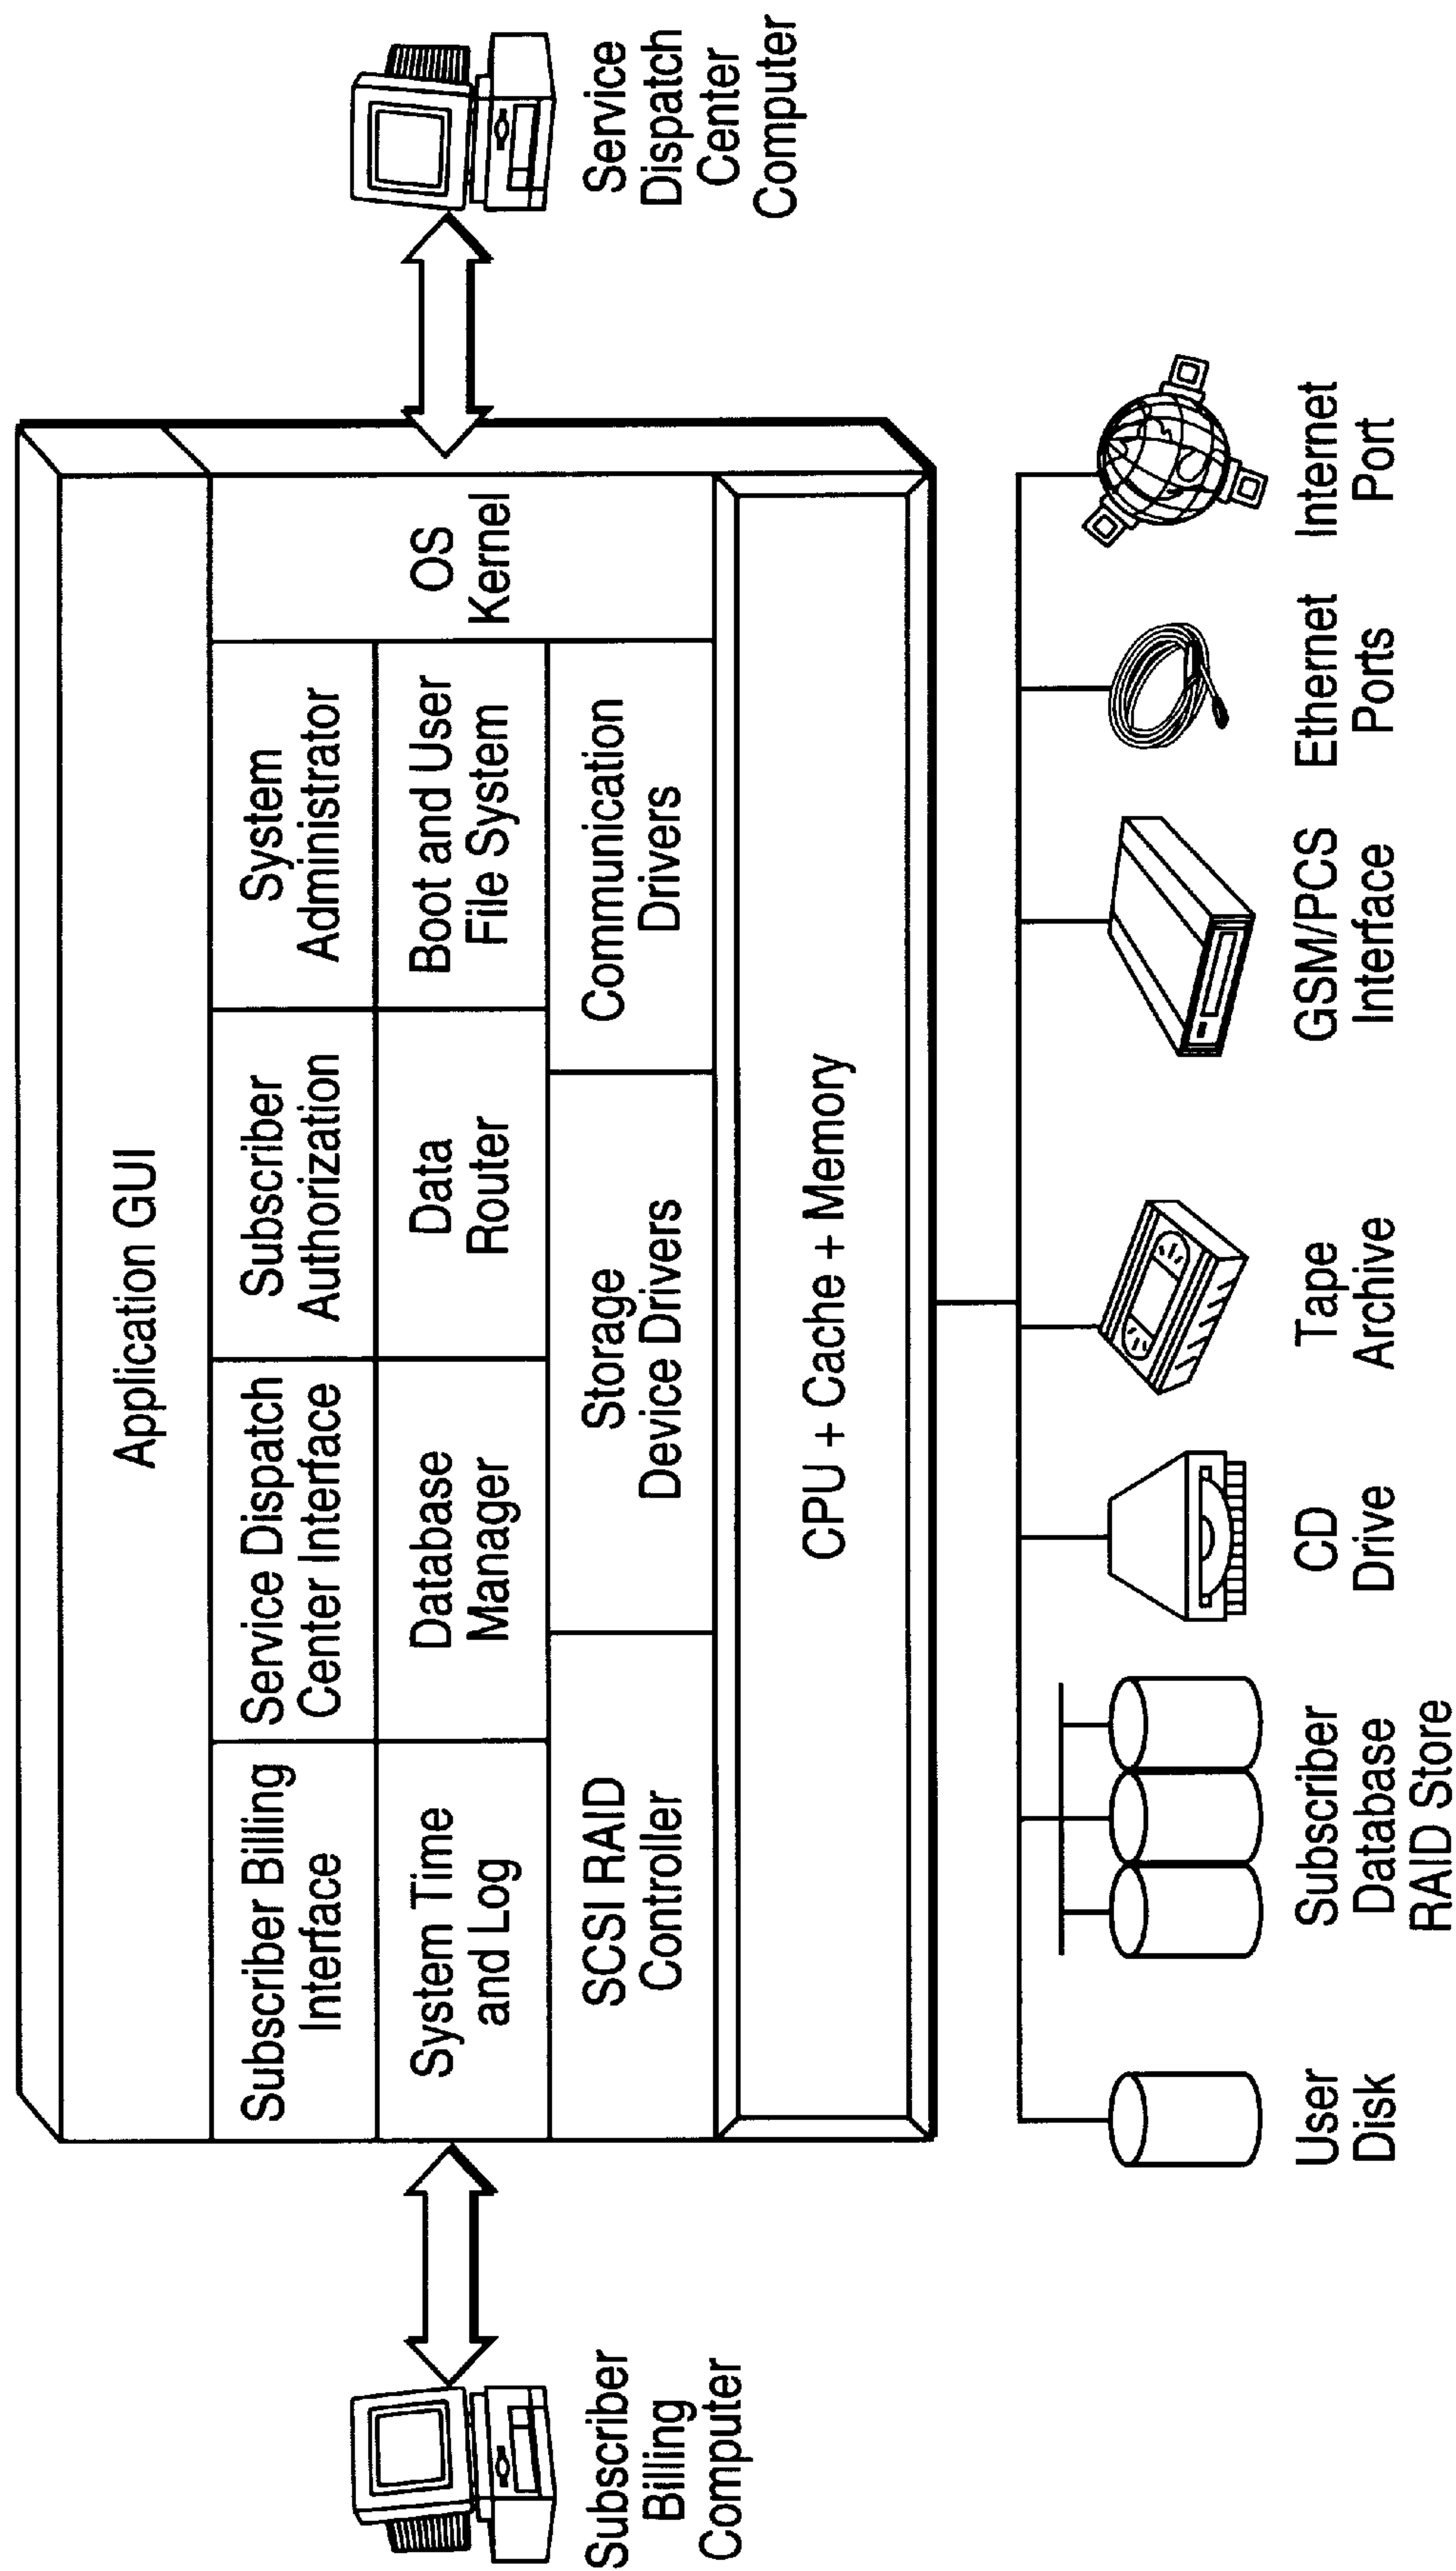 Application GUI
Subscriber Billing
Interface
Service Dispatch
Center Interface
Subscriber
Authorization
System
Administrator
OS
Kernel
System Time
and Log
Database
Manager
Data
Router
Boot and User
File System
SCSI RAID
Controller
Storage
Device Drivers
Communication
Drivers
CPU + Cache + Memory
Subscriber
Billing
Computer
Service
Dispatch
Center
Computer
User
Disk
Subscriber
Database
RAID Store
CD
Drive
Tape
Archive
GSM/PCS
Interface
Ethernet
Ports
Internet
Port